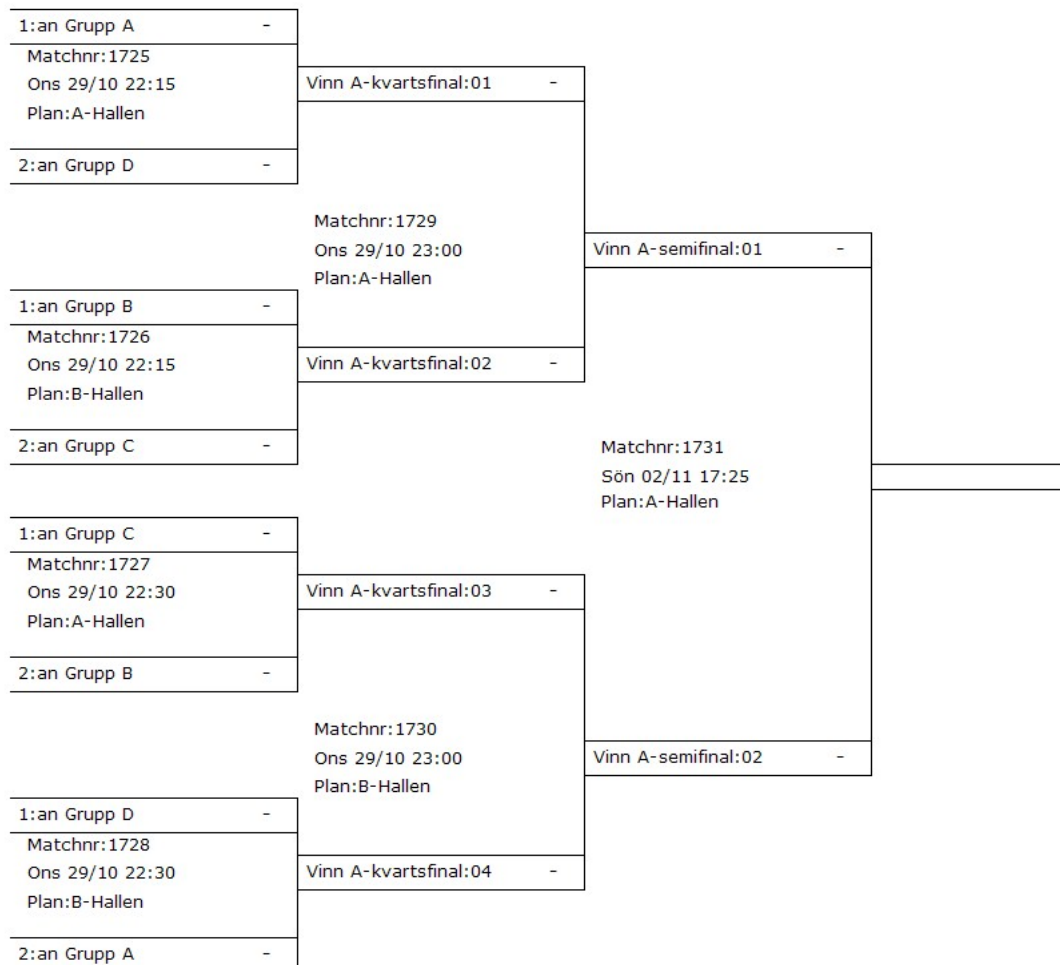 1:an Grupp A -
Matchnr:1725
Ons 29/10 22:15
Plan:A-Hallen
2:an Grupp D -
1:an Grupp B -
Matchnr:1726
Ons 29/10 22:15
Plan:B-Hallen
2:an Grupp C -
1:an Grupp C -
Matchnr:1727
Ons 29/10 22:30
Plan:A-Hallen
2:an Grupp B -
1:an Grupp D -
Matchnr:1728
Ons 29/10 22:30
Plan:B-Hallen
2:an Grupp A -
Vinn A-kvartsfinal:01 -
Matchnr:1729
Ons 29/10 23:00
Plan:A-Hallen
Vinn A-kvartsfinal:02 -
Vinn A-kvartsfinal:03 -
Matchnr:1730
Ons 29/10 23:00
Plan:B-Hallen
Vinn A-kvartsfinal:04 -
Vinn A-semifinal:01 -
Matchnr:1731
Sön 02/11 17:25
Plan:A-Hallen
Vinn A-semifinal:02 -